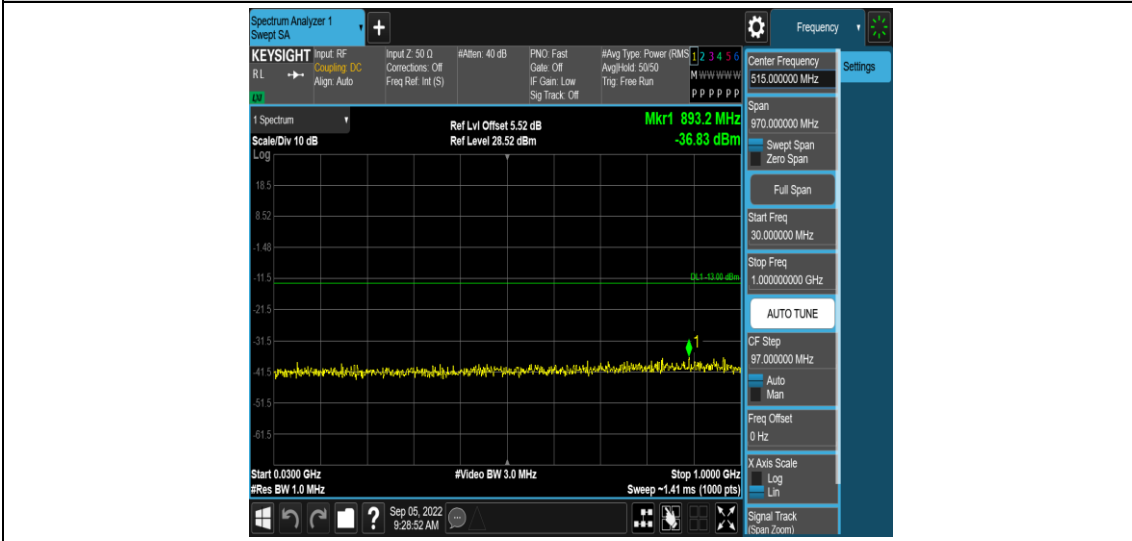 Spectrum Analyzer 1
Swept SA
+
Frequency
KEYSIGHT
RL
LM
Input: RF
Coupling: DC
Align: Auto
Input Z: 50 Ω
Corrections: Off
Freq Ref: Int (S)
#Atten: 40 dB
PNO: Fast
Gate: Off
IF Gain: Low
Sig Track: Off
#Avg Type: Power (RMS
Avg|Hold: 50/50
Trig: Free Run
1 2 3 4 5 6
M W W W W W
P P P P P P
1 Spectrum
Scale/Div 10 dB
Log
Ref Lvl Offset 5.52 dB
Ref Level 28.52 dBm
Mkr1 893.2 MHz
-36.83 dBm
18.5
8.52
-1.48
-11.5
-21.5
-31.5
-41.5
-51.5
-61.5
DL1 -13.00 dBm
1
Start 0.0300 GHz
#Res BW 1.0 MHz
#Video BW 3.0 MHz
Stop 1.0000 GHz
Sweep ~1.41 ms (1000 pts)
Center Frequency
515.000000 MHz
Settings
Span
970.000000 MHz
Swept Span
Zero Span
Full Span
Start Freq
30.000000 MHz
Stop Freq
1.000000000 GHz
AUTO TUNE
CF Step
97.000000 MHz
Auto
Man
Freq Offset
0 Hz
X Axis Scale
Log
Lin
Signal Track
(Span Zoom)
?
Sep 05, 2022
9:28:52 AM